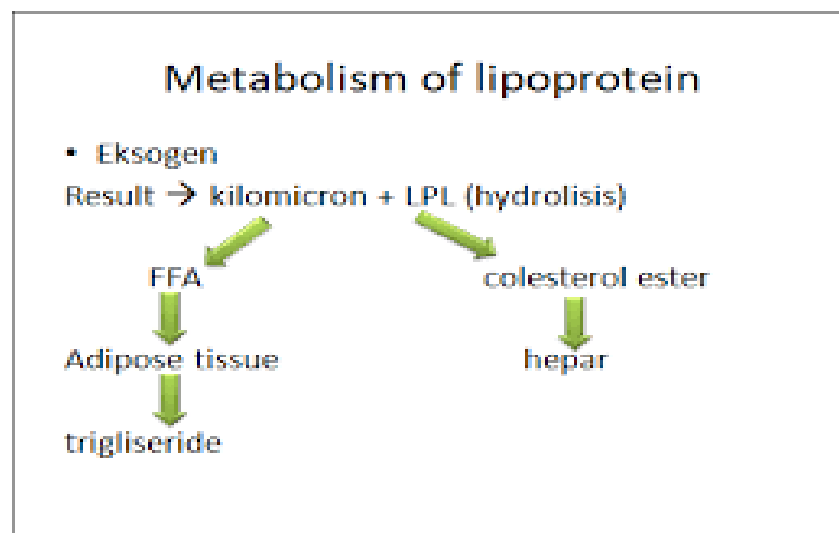 Metabolism of lipoprotein
• Eksogen
Result → kilomicron + LPL (hydrolisis)
FFA colesterol ester
Adipose tissue hepar
trigliseride